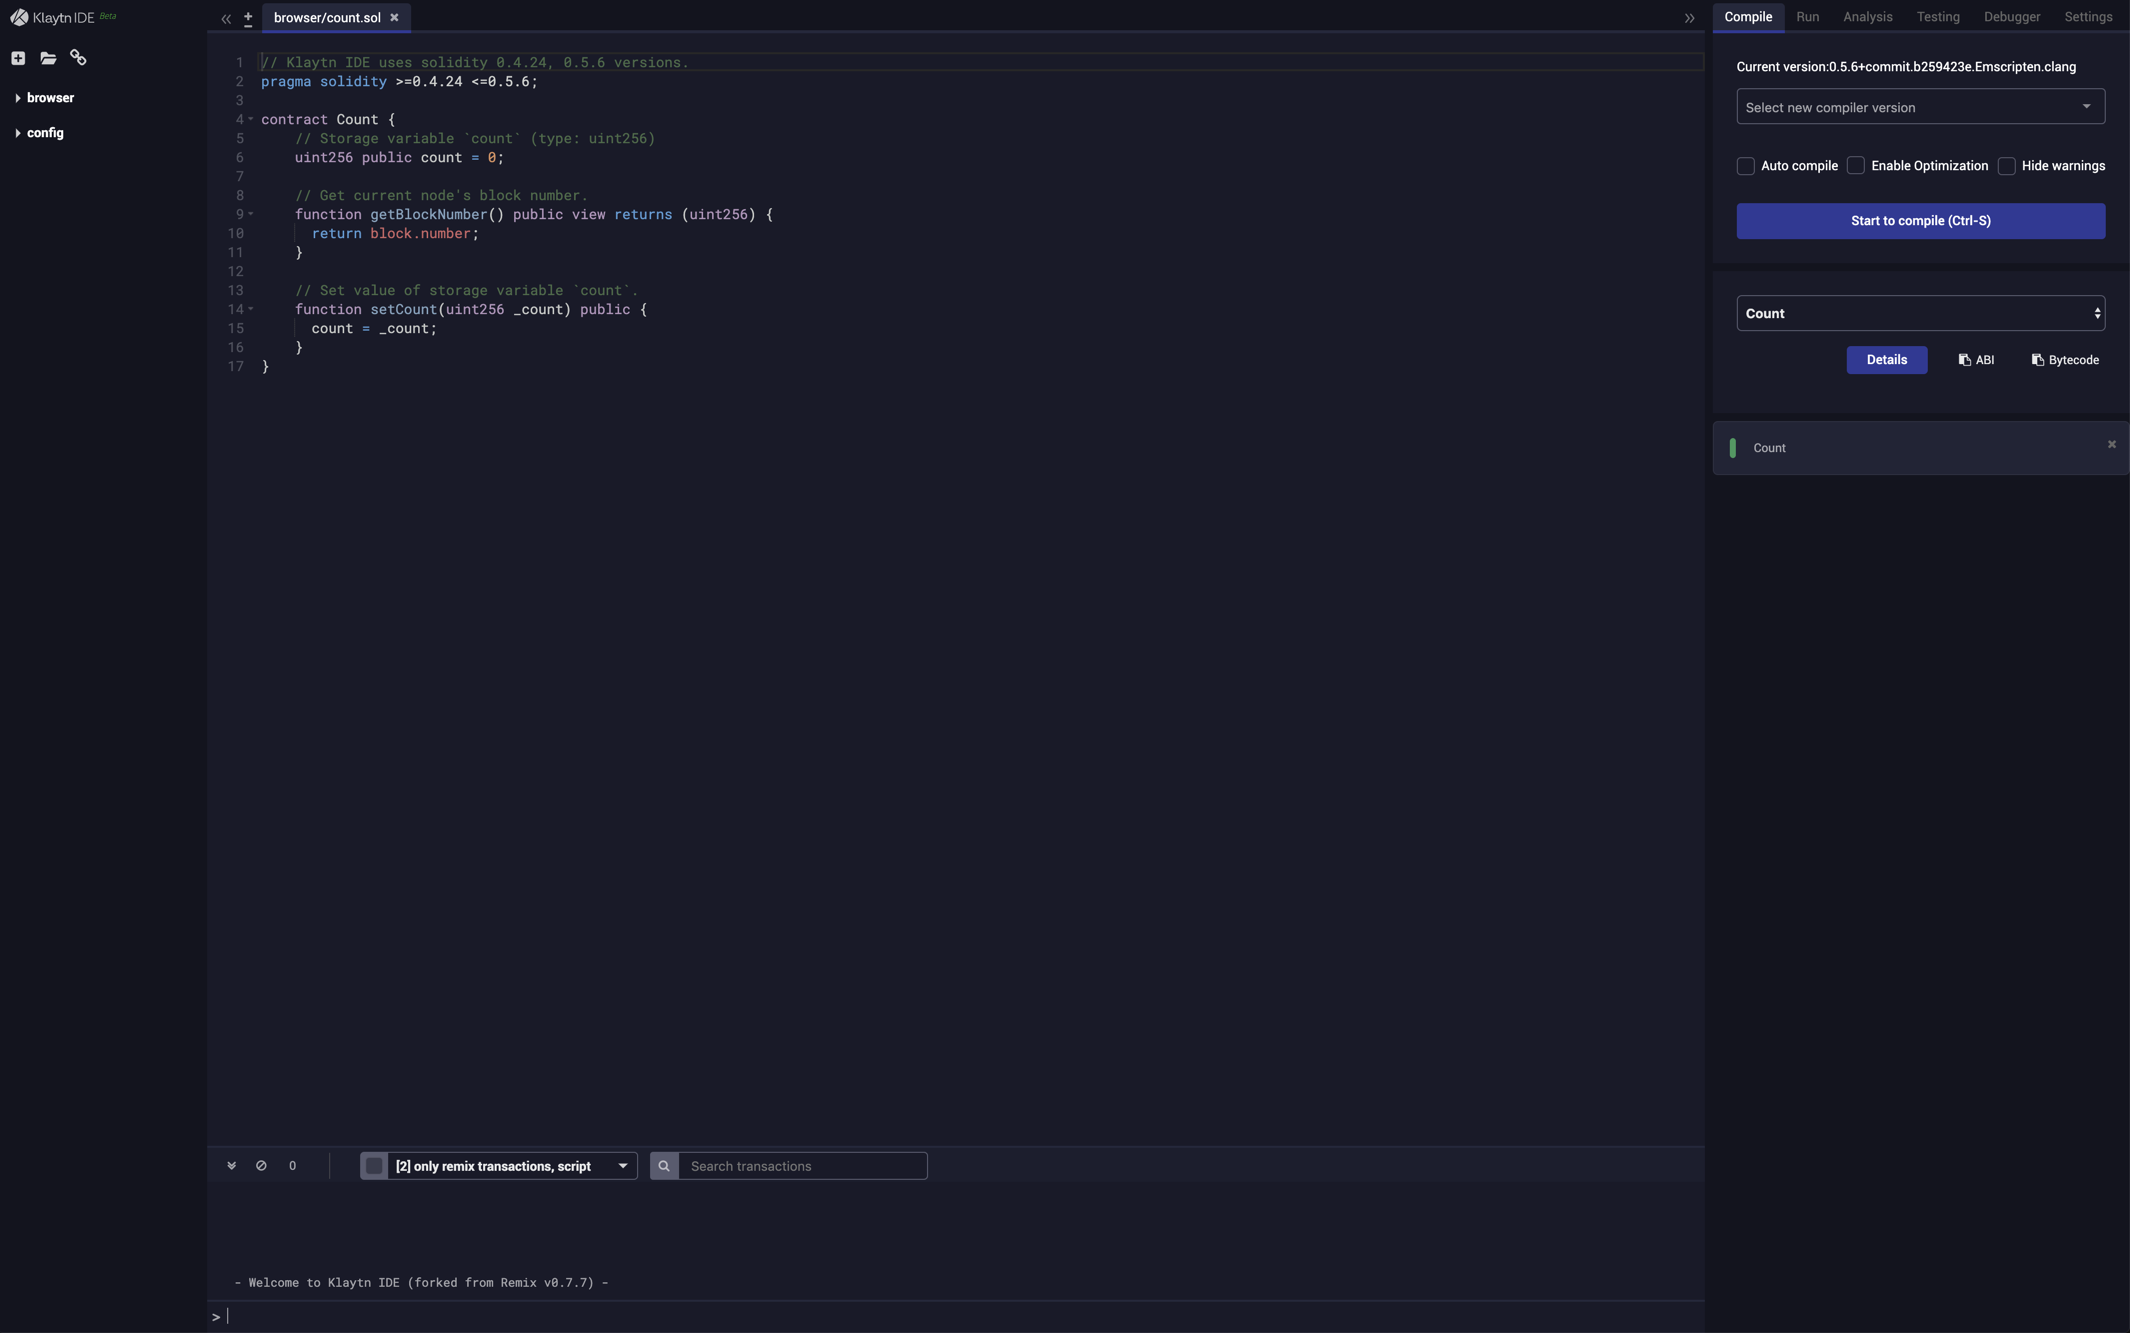 Klaytn IDE Beta
browser
config
browser/count.sol
1 // Klaytn IDE uses solidity 0.4.24, 0.5.6 versions.
2 pragma solidity >=0.4.24 <=0.5.6;
3
4 contract Count {
5     // Storage variable `count` (type: uint256)
6     uint256 public count = 0;
7
8     // Get current node's block number.
9     function getBlockNumber() public view returns (uint256) {
10       return block.number;
11     }
12
13     // Set value of storage variable `count`.
14     function setCount(uint256 _count) public {
15       count = _count;
16     }
17 }
0
[2] only remix transactions, script
Search transactions
- Welcome to Klaytn IDE (forked from Remix v0.7.7) -
>
Compile Run Analysis Testing Debugger Settings
Current version:0.5.6+commit.b259423e.Emscripten.clang
Select new compiler version
Auto compile Enable Optimization Hide warnings
Start to compile (Ctrl-S)
Count
Details ABI Bytecode
Count